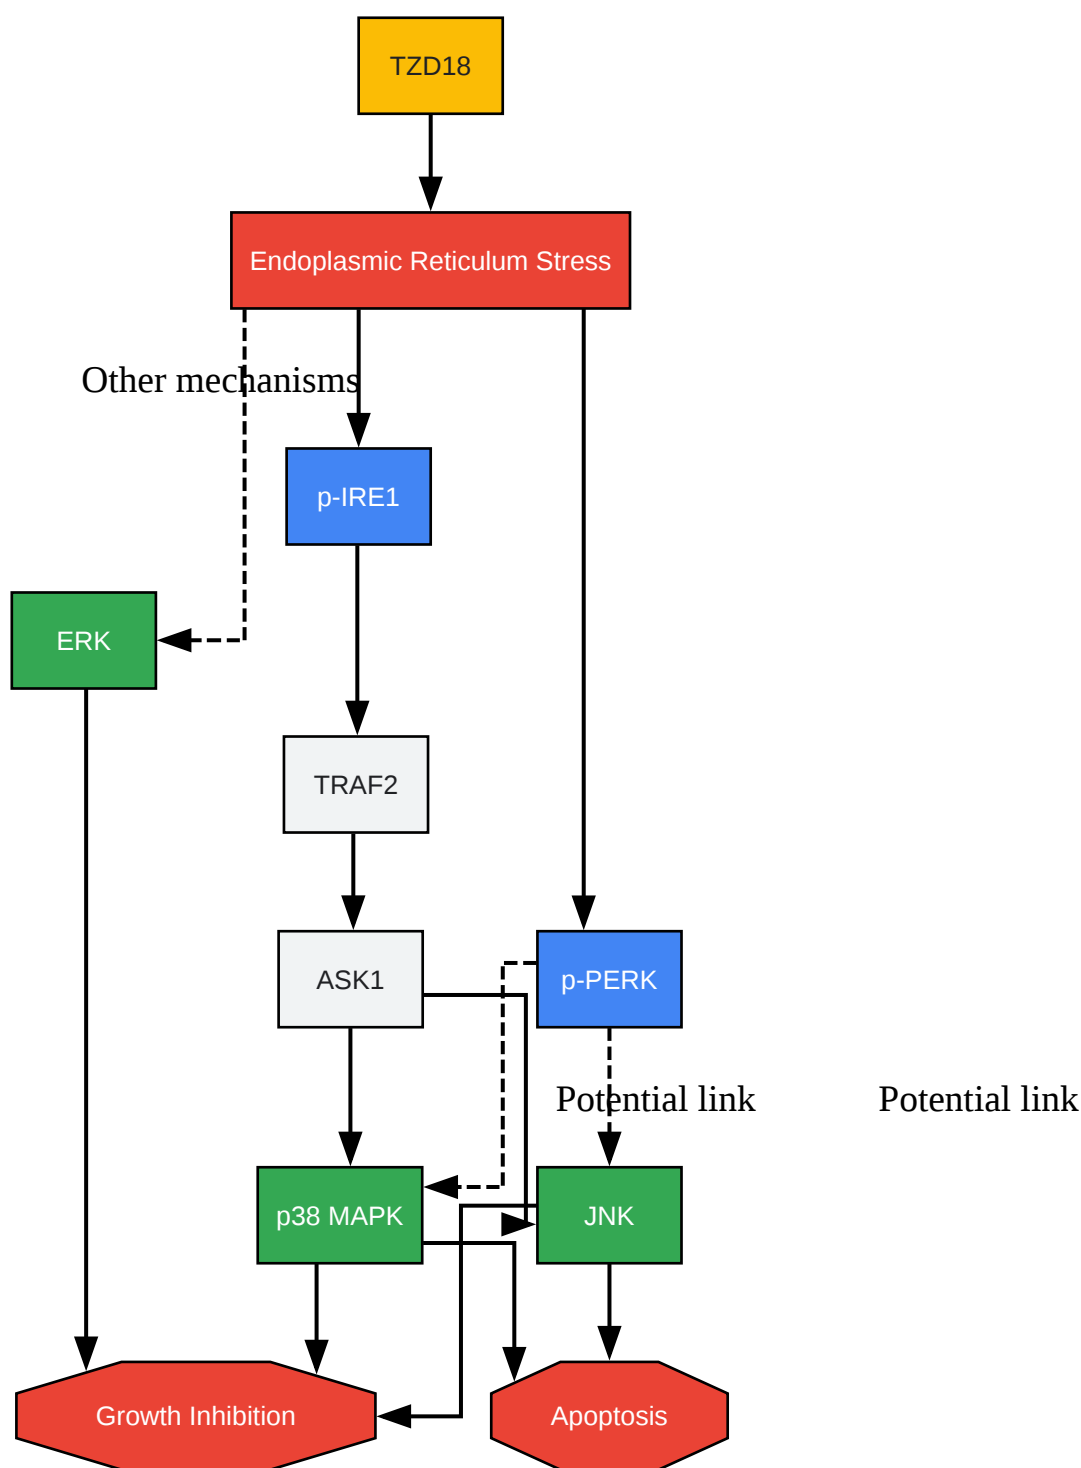 TZD18
Endoplasmic Reticulum Stress
Other mechanisms
p-IRE1
ERK
TRAF2
ASK1
p-PERK
Potential link
Potential link
p38 MAPK
JNK
Growth Inhibition
Apoptosis